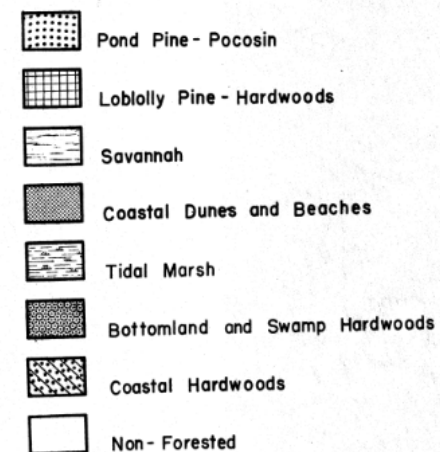 Pond Pine - Pocosin
Loblolly Pine - Hardwoods
Savannah
Coastal Dunes and Beaches
Tidal Marsh
Bottomland and Swamp Hardwoods
Coastal Hardwoods
Non - Forested